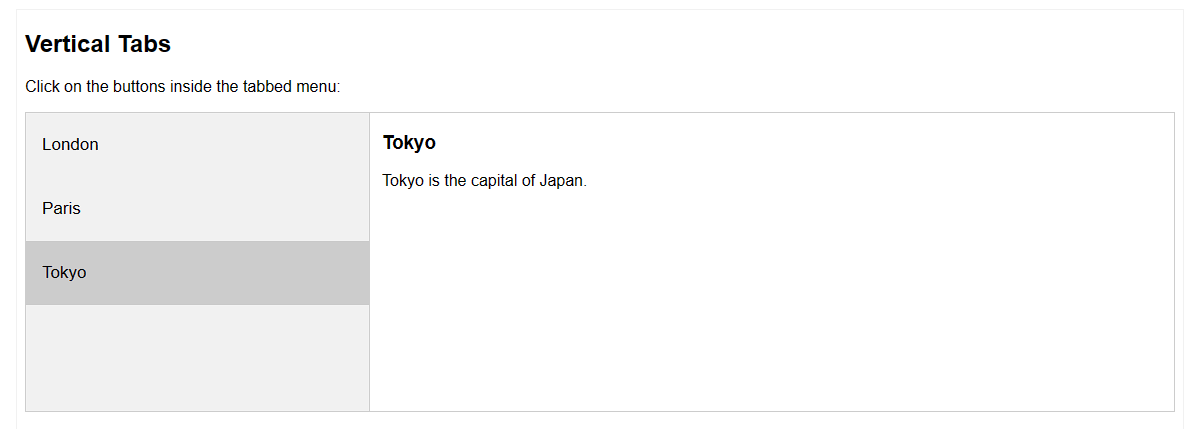 Vertical Tabs
Click on the buttons inside the tabbed menu:
London
Paris
Tokyo
Tokyo
Tokyo is the capital of Japan.